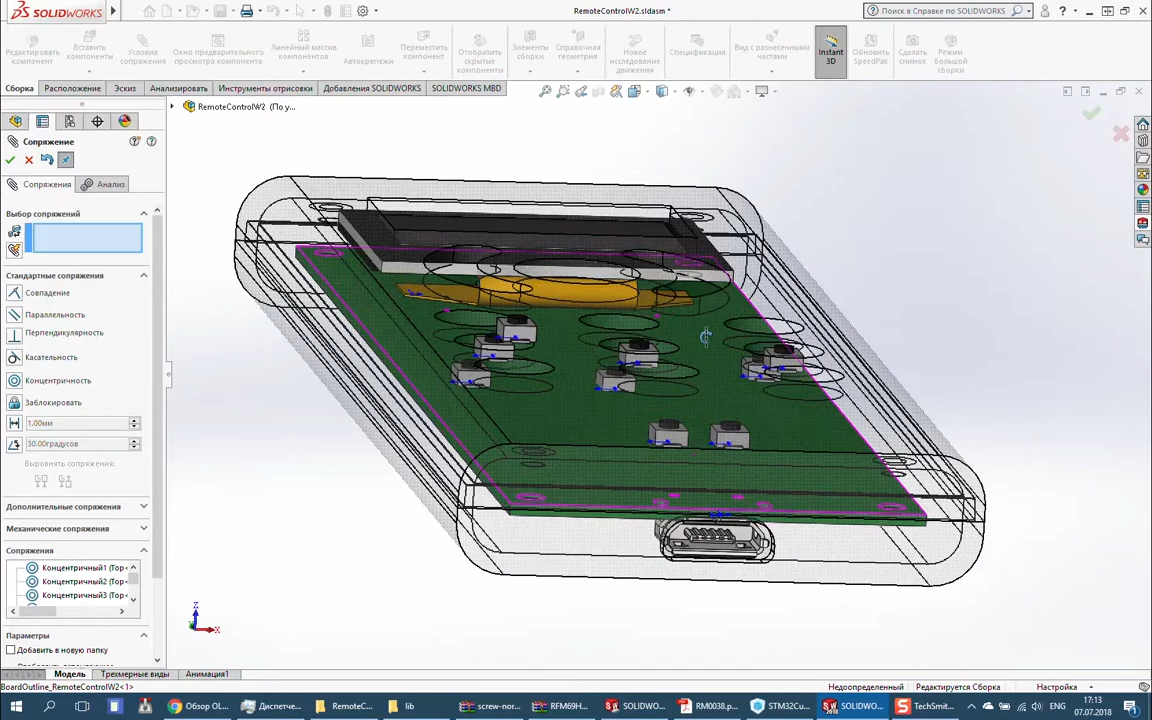 SOLIDWORKS
RemoteControlW2.sldasm *
Поиск в Справке по SOLIDWORKS
Редактировать компонент
Вставить компоненты
Условия сопряжения
Окно предварительного просмотра компонента
Линейный массив компонентов
Автокрепежи
Переместить компонент
Отобразить скрытые компоненты
Элементы сборки
Справочная геометрия
Новое исследование движения
Спецификация
Вид с разнесенными частями
Instant 3D
Обновить SpeedPak
Сделать снимок
Режим большой сборки
Сборка
Расположение
Эскиз
Анализировать
Инструменты отрисовки
Добавления SOLIDWORKS
SOLIDWORKS MBD
RemoteControlW2 (По у...
Сопряжение
Сопряжения
Анализ
Выбор сопряжений
Стандартные сопряжения
Совпадение
Параллельность
Перпендикулярность
Касательность
Концентричность
Заблокировать
1.00мм
30.00градусов
Выровнять сопряжения:
Дополнительные сопряжения
Механические сопряжения
Сопряжения
Концентричный1 (Top<
Концентричный2 (Top<
Концентричный3 (Top<
Параметры
Добавить в новую папку
Z
X
Модель
Трехмерные виды
Анимация1
BoardOutline_RemoteControlW2<1>
Недоопределенный
Редактируется Сборка
Настройка
Обзор OL...
Диспетче...
RemoteC...
lib
screw-nor...
RFM69H...
SOLIDWO...
RM0038.p...
STM32Cu...
SOLIDWO...
TechSmit...
ENG
17:13
07.07.2018